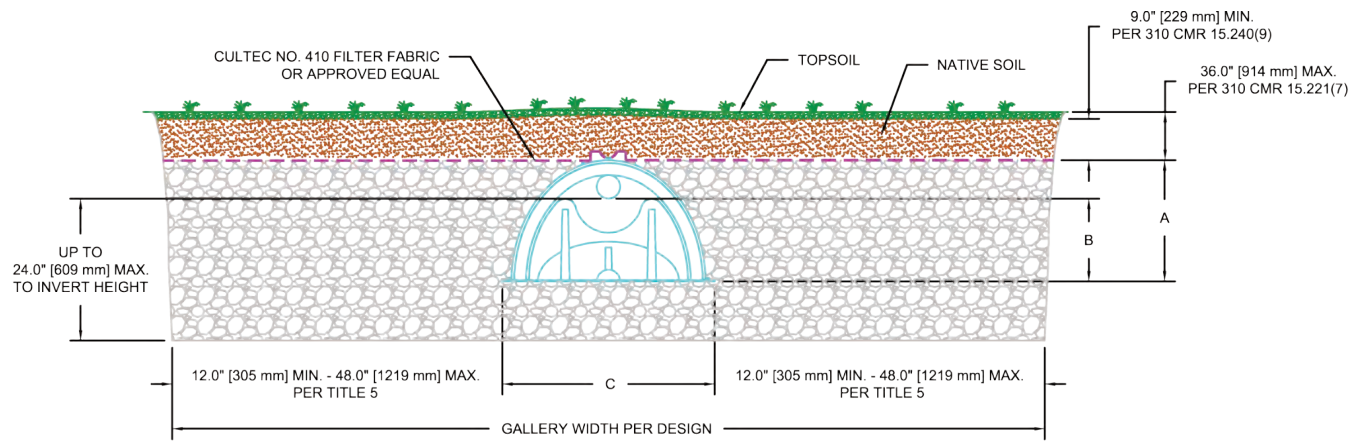 9.0" [229 mm] MIN.
PER 310 CMR 15.240(9)
CULTEC NO. 410 FILTER FABRIC
OR APPROVED EQUAL
TOPSOIL
NATIVE SOIL
36.0" [914 mm] MAX.
PER 310 CMR 15.221(7)
A
B
UP TO
24.0" [609 mm] MAX.
TO INVERT HEIGHT
12.0" [305 mm] MIN. - 48.0" [1219 mm] MAX.
PER TITLE 5
C
12.0" [305 mm] MIN. - 48.0" [1219 mm] MAX.
PER TITLE 5
GALLERY WIDTH PER DESIGN